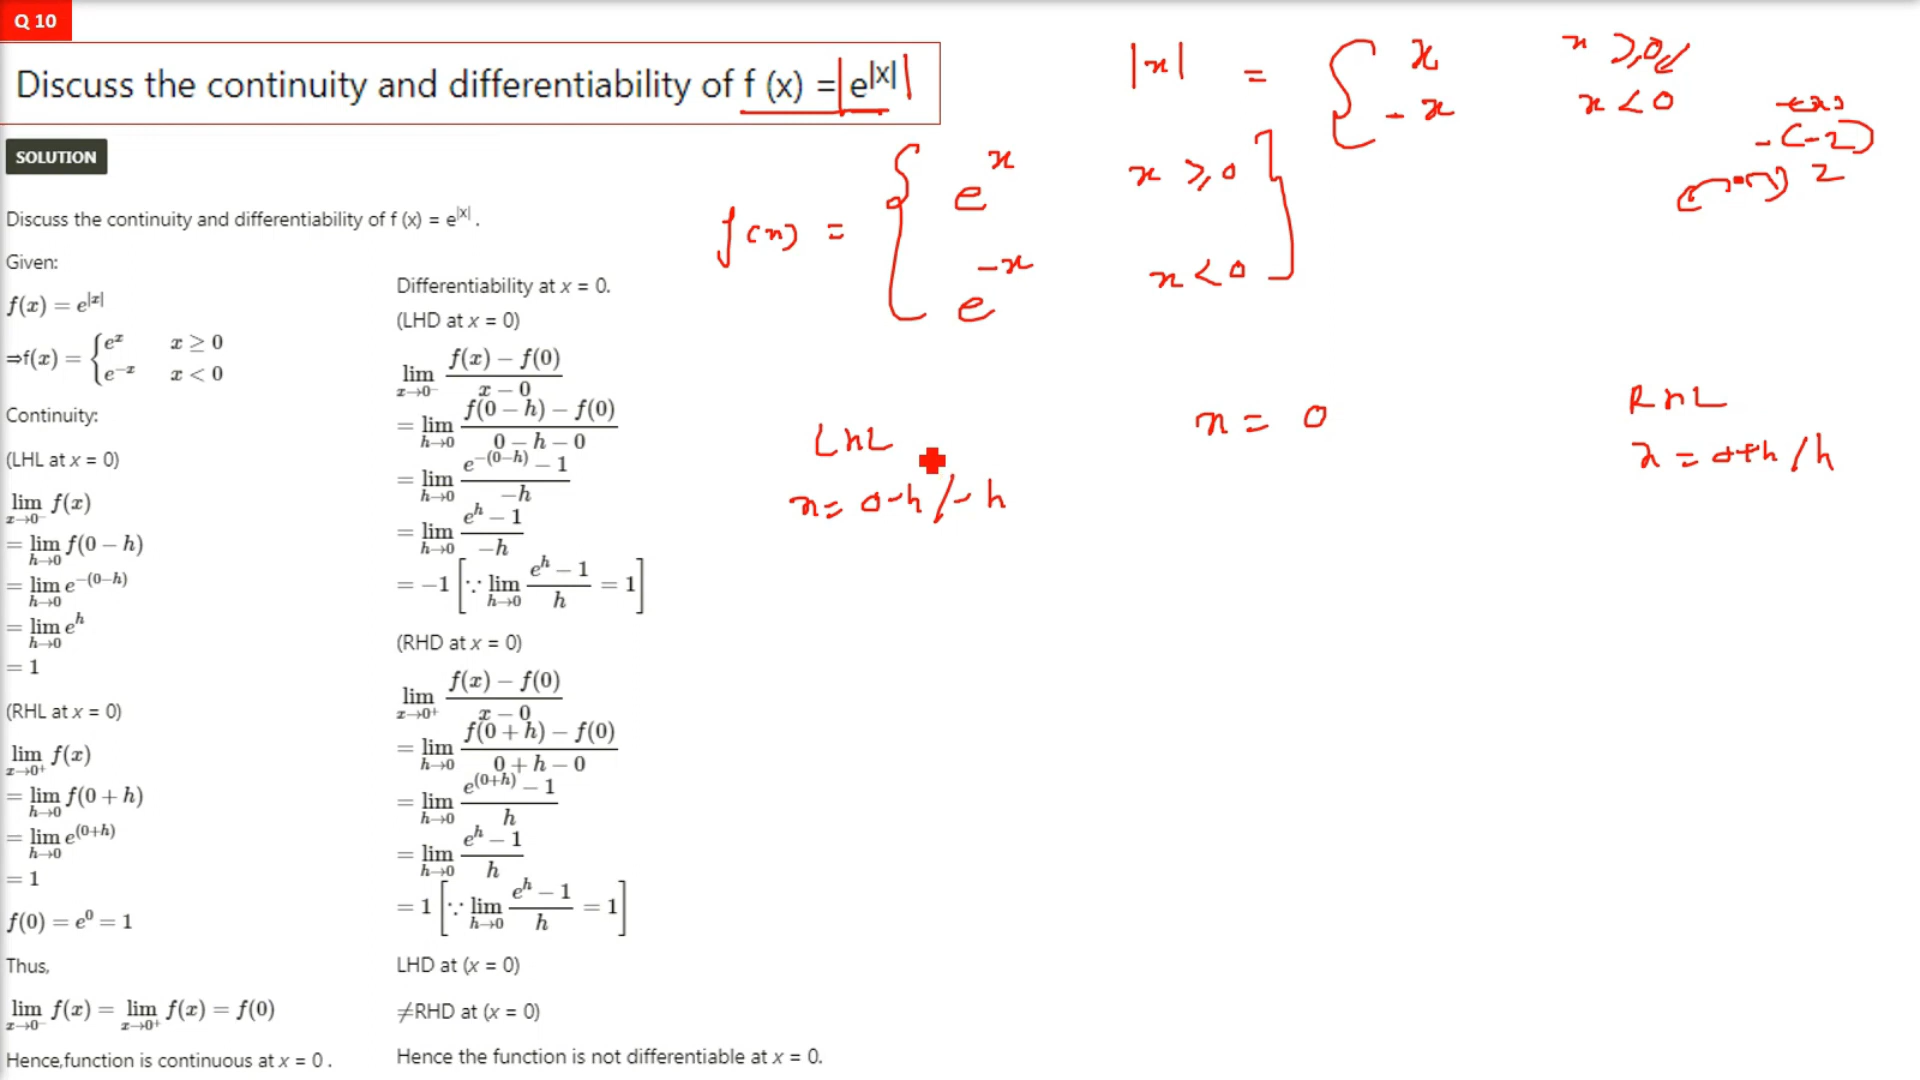 Q 10
Discuss the continuity and differentiability of f (x) = e^|x|
SOLUTION
Discuss the continuity and differentiability of f (x) = e^|x| .
Given:
f(x) = e^|x|
⇒f(x) = { e^x x ≥ 0
e^−x x < 0
Continuity:
(LHL at x = 0)
lim x→0⁻ f(x)
= lim h→0 f(0 − h)
= lim h→0 e^−(0−h)
= lim h→0 e^h
= 1
(RHL at x = 0)
lim x→0⁺ f(x)
= lim h→0 f(0 + h)
= lim h→0 e^(0+h)
= 1
f(0) = e^0 = 1
Thus,
lim x→0⁻ f(x) = lim x→0⁺ f(x) = f(0)
Hence,function is continuous at x = 0 .
Differentiability at x = 0.
(LHD at x = 0)
lim x→0⁻ (f(x) − f(0))/(x − 0)
= lim h→0 (f(0 − h) − f(0))/(0 − h − 0)
= lim h→0 (e^−(0−h) − 1)/(−h)
= lim h→0 (e^h − 1)/(−h)
= −1 [∵ lim h→0 (e^h − 1)/h = 1]
(RHD at x = 0)
lim x→0⁺ (f(x) − f(0))/(x − 0)
= lim h→0 (f(0 + h) − f(0))/(0 + h − 0)
= lim h→0 (e^(0+h) − 1)/h
= lim h→0 (e^h − 1)/h
= 1 [∵ lim h→0 (e^h − 1)/h = 1]
LHD at (x = 0)
≠RHD at (x = 0)
Hence the function is not differentiable at x = 0.
|x| = { x x ≥ 0
−x x < 0
−(−2)
2
f(x) = { e^x x ≥ 0
e^−x x < 0
x = 0
LHL
x = 0−h/−h
RHL
x = 0+h/h